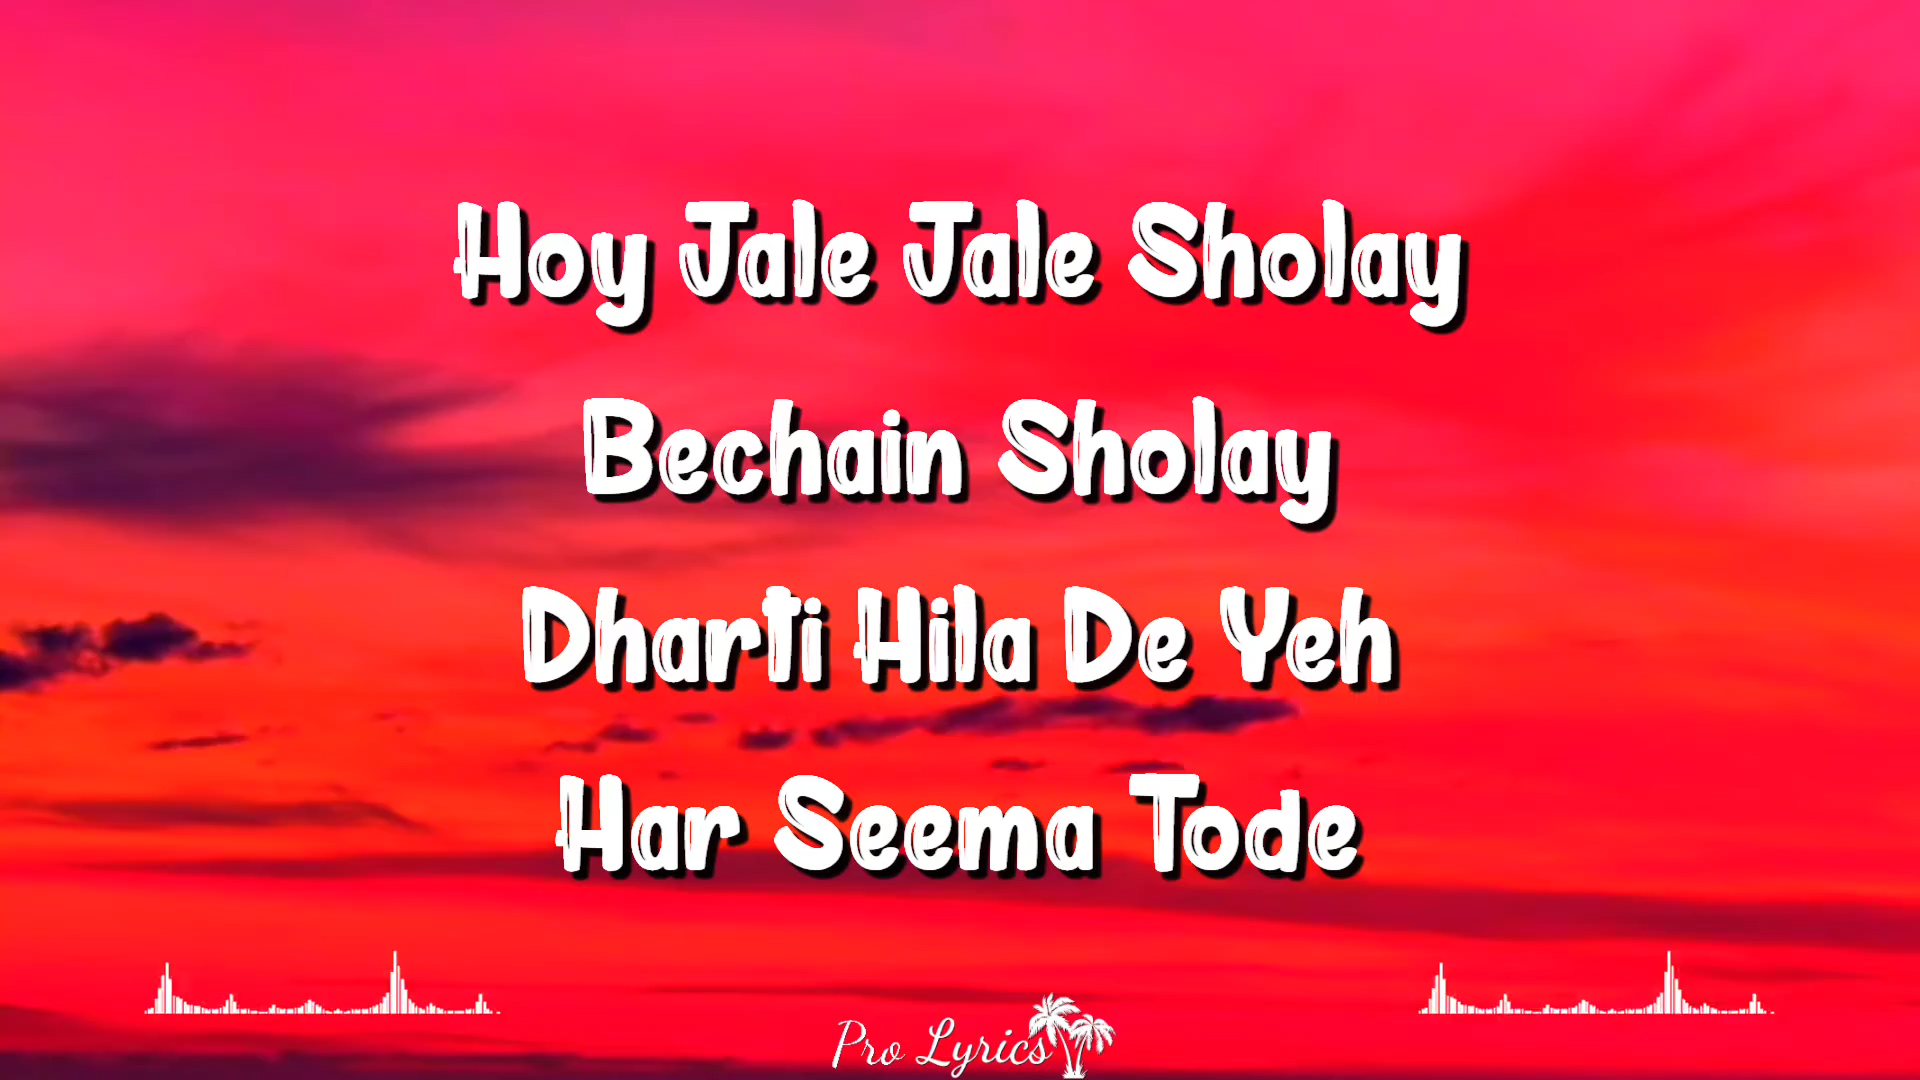 Hoy Jale Jale Sholay
Bechain Sholay
Dharti Hila De Yeh
Har Seema Tode
Pro Lyrics